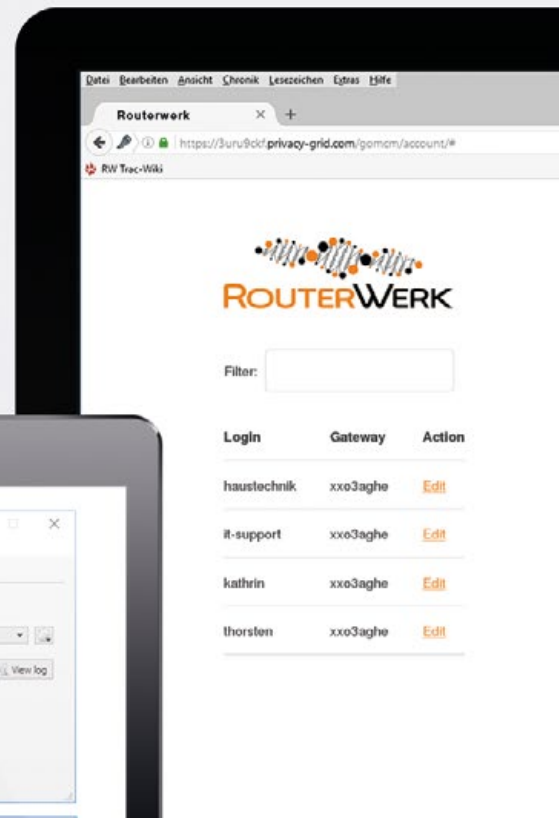 Datei Bearbeiten Ansicht Chronik Lesezeichen Extras Hilfe
Routerwerk × +
https://3uru9ckf.privacy-grid.com/gomcm/account/#
RW Trac-Wiki
ROUTERWERK
Filter:
Login Gateway Action
haustechnik xxo3aghe Edit
it-support xxo3aghe Edit
kathrin xxo3aghe Edit
thorsten xxo3aghe Edit
View log